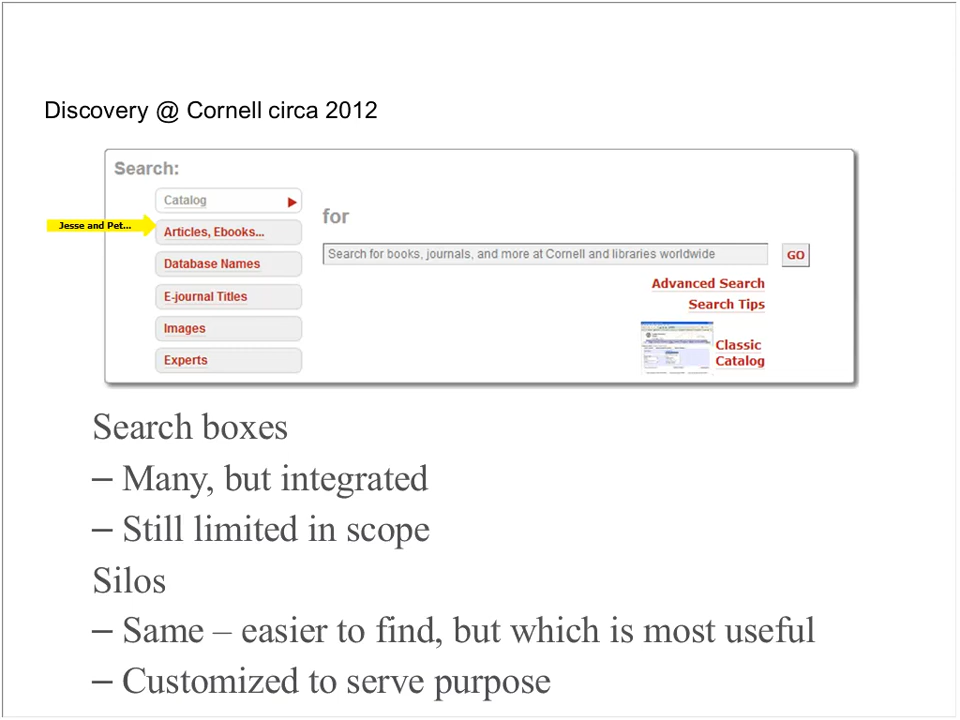 Discovery @ Cornell circa 2012
Search:
Catalog
Jesse and Pet...
Articles, Ebooks...
Database Names
E-journal Titles
Images
Experts
for
Search for books, journals, and more at Cornell and libraries worldwide
GO
Advanced Search
Search Tips
Classic
Catalog
Search boxes
– Many, but integrated
– Still limited in scope
Silos
– Same – easier to find, but which is most useful
– Customized to serve purpose